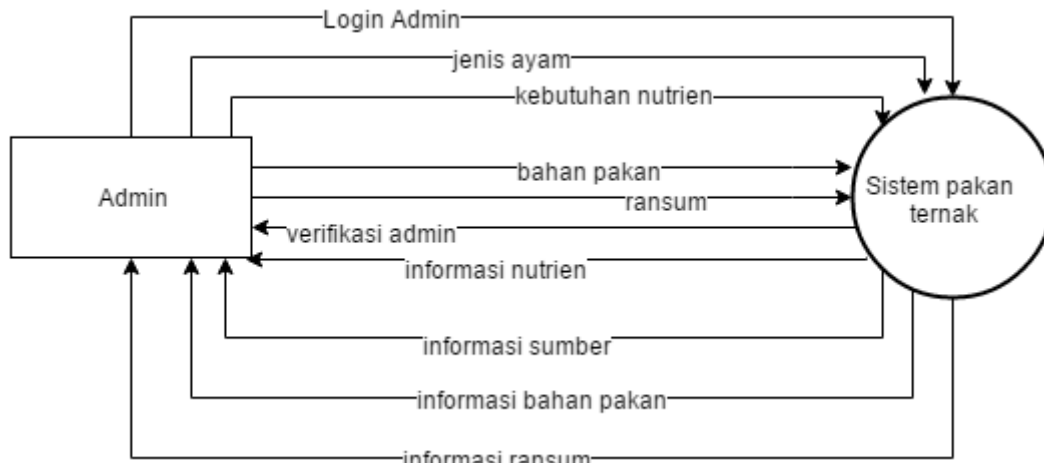 Login Admin
jenis ayam
kebutuhan nutrien
bahan pakan
ransum
Admin
Sistem pakan
ternak
verifikasi admin
informasi nutrien
informasi sumber
informasi bahan pakan
informasi ransum